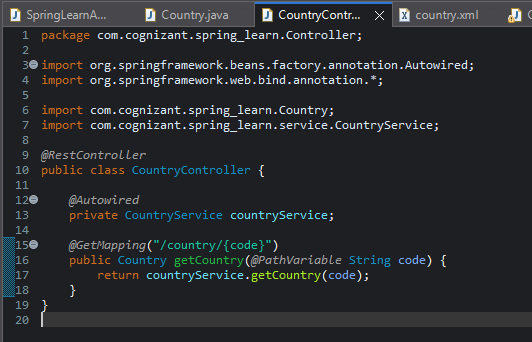 SpringLearnA... Country.java CountryContr... country.xml C
1 package com.cognizant.spring_learn.Controller;
2
3 import org.springframework.beans.factory.annotation.Autowired;
4 import org.springframework.web.bind.annotation.*;
5
6 import com.cognizant.spring_learn.Country;
7 import com.cognizant.spring_learn.service.CountryService;
8
9 @RestController
10 public class CountryController {
11
12 @Autowired
13 private CountryService countryService;
14
15 @GetMapping("/country/{code}")
16 public Country getCountry(@PathVariable String code) {
17 return countryService.getCountry(code);
18 }
19 }
20